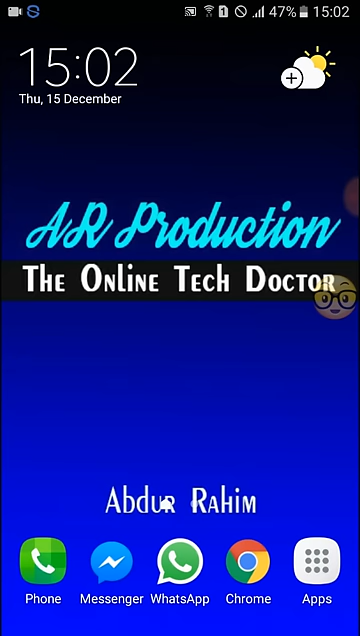 47% 15:02
15:02
Thu, 15 December
AR Production
The Online Tech Doctor
Abdur Rahim
Phone Messenger WhatsApp Chrome Apps